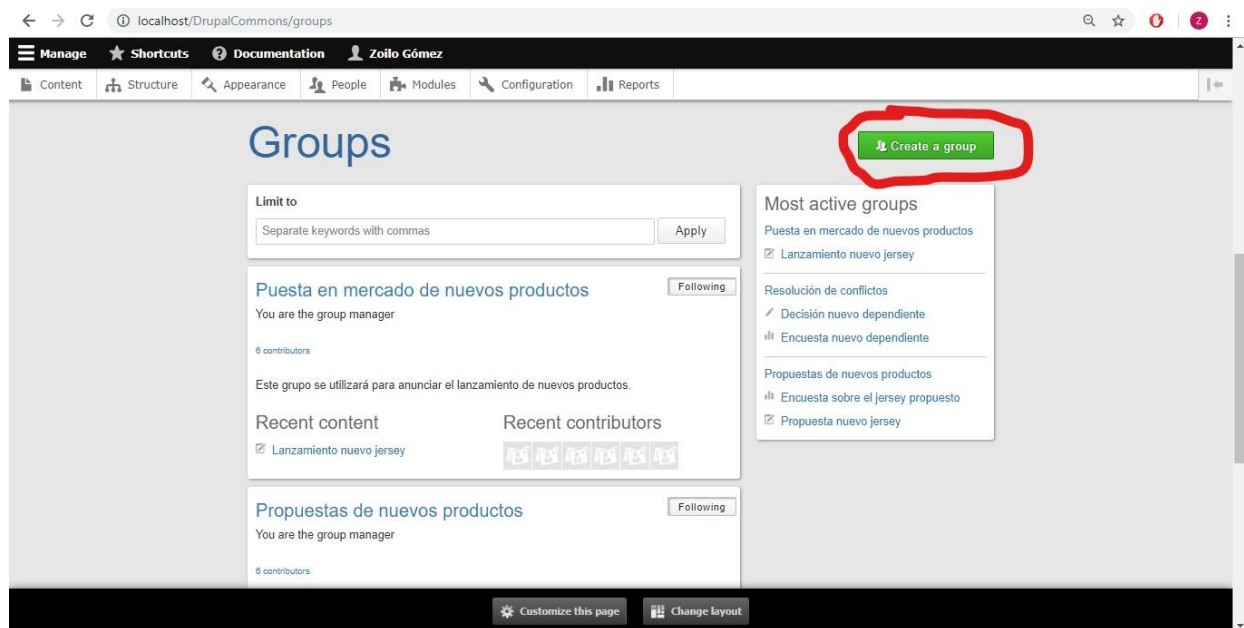 localhost/DrupalCommons/groups
Z
Manage Shortcuts Documentation Zoilo Gómez
Content Structure Appearance People Modules Configuration Reports
Groups
Create a group
Limit to
Separate keywords with commas
Apply
Puesta en mercado de nuevos productos
Following
You are the group manager
6 contributors
Este grupo se utilizará para anunciar el lanzamiento de nuevos productos.
Recent content
Lanzamiento nuevo jersey
Recent contributors
Propuestas de nuevos productos
Following
You are the group manager
6 contributors
Most active groups
Puesta en mercado de nuevos productos
Lanzamiento nuevo jersey
Resolución de conflictos
Decisión nuevo dependiente
Encuesta nuevo dependiente
Propuestas de nuevos productos
Encuesta sobre el jersey propuesto
Propuesta nuevo jersey
Customize this page
Change layout